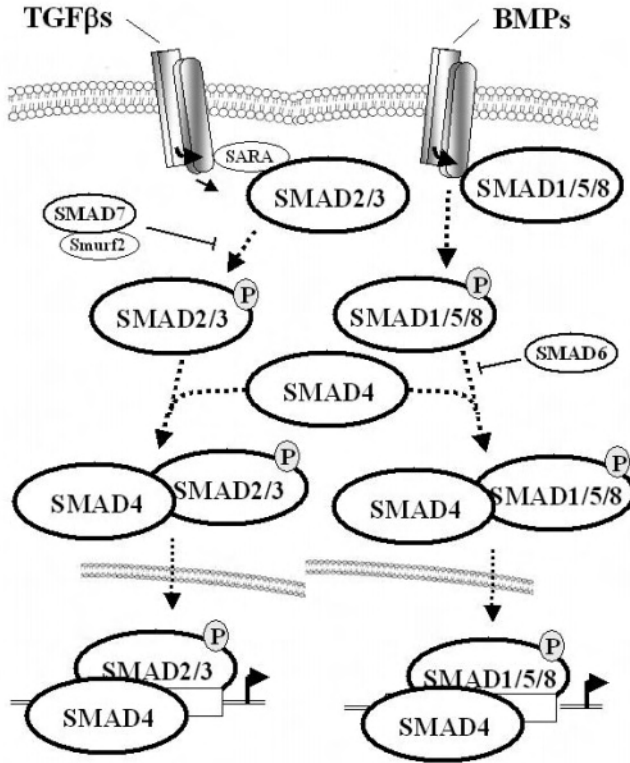 TGFβs
BMPs
SARA
SMAD2/3
SMAD1/5/8
SMAD7
Smurf2
P
SMAD2/3
P
SMAD1/5/8
SMAD6
SMAD4
P
SMAD2/3
SMAD4
P
SMAD1/5/8
SMAD4
P
SMAD2/3
SMAD4
P
SMAD1/5/8
SMAD4